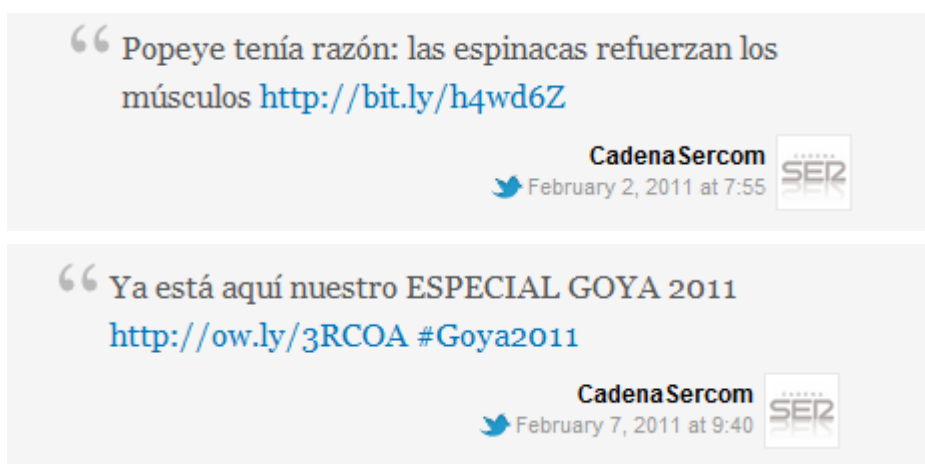 “ Popeye tenía razón: las espinacas refuerzan los
músculos http://bit.ly/h4wd6Z
CadenaSercom
February 2, 2011 at 7:55
CADENA
SER
“ Ya está aquí nuestro ESPECIAL GOYA 2011
http://ow.ly/3RCOA #Goya2011
CadenaSercom
February 7, 2011 at 9:40
CADENA
SER